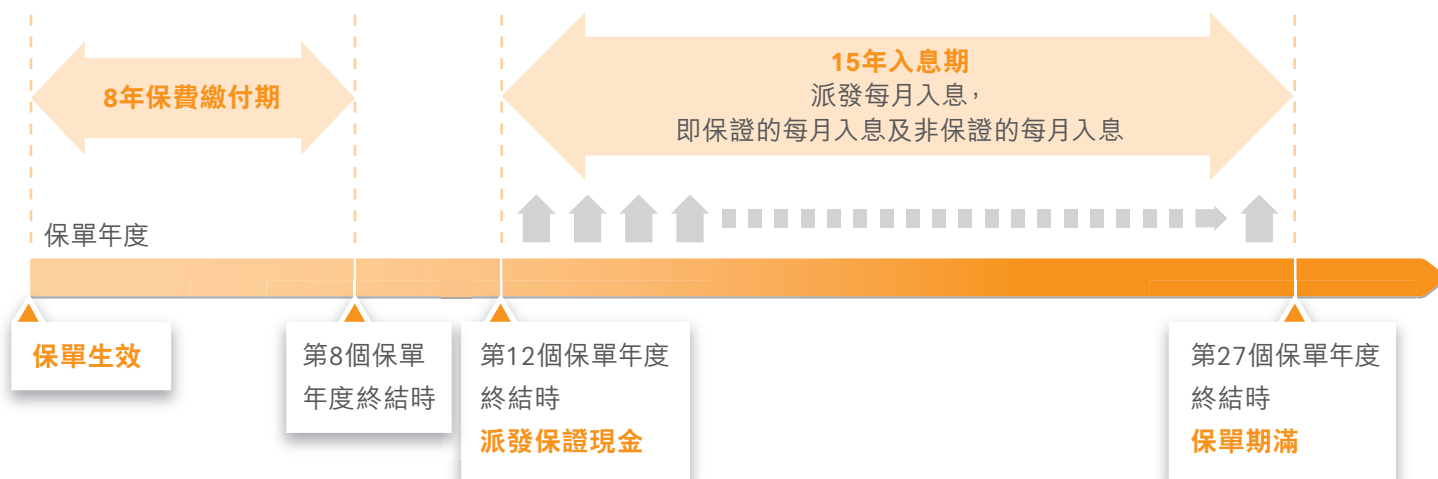 8年保費繳付期
15年入息期
派發每月入息，
即保證的每月入息及非保證的每月入息
保單年度
保單生效
第8個保單
年度終結時
第12個保單年度
終結時
派發保證現金
第27個保單年度
終結時
保單期滿